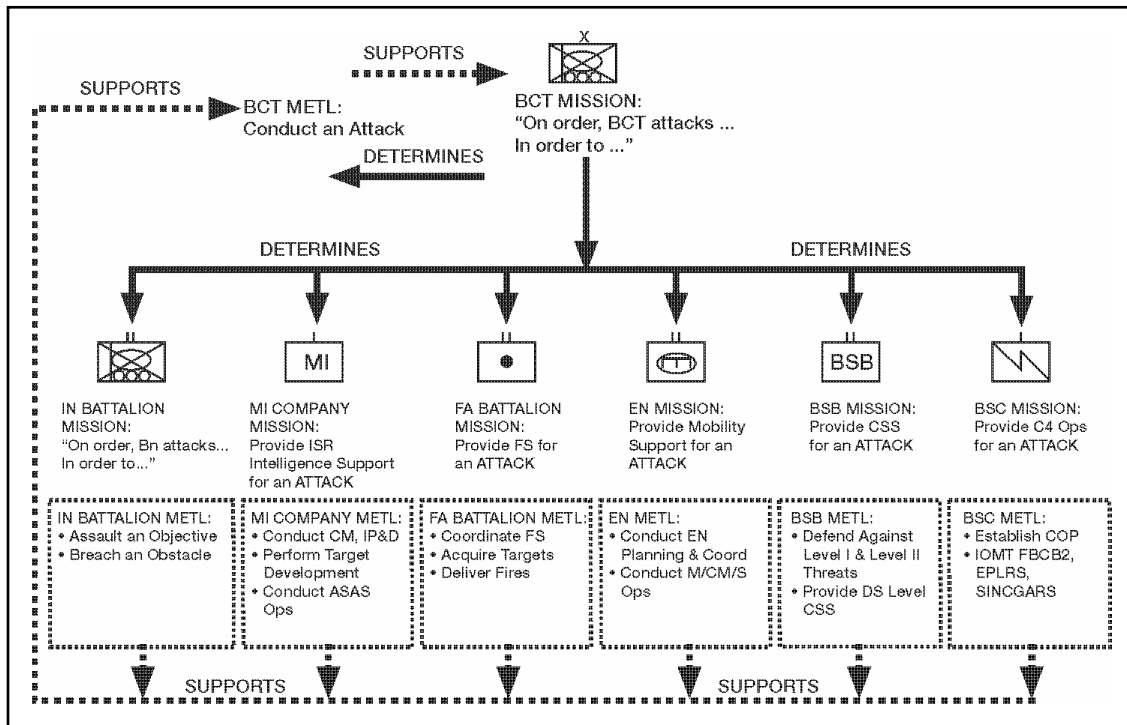 X
SUPPORTS
SUPPORTS
BCT METL:
Conduct an Attack
BCT MISSION:
“On order, BCT attacks ...
In order to ...”
DETERMINES
DETERMINES
DETERMINES
II
I
II
II
II
I
MI
BSB
IN BATTALION
MISSION:
“On order, Bn attacks...
In order to...”
MI COMPANY
MISSION:
Provide ISR
Intelligence Support
for an ATTACK
FA BATTALION
MISSION:
Provide FS for
an ATTACK
EN MISSION:
Provide Mobility
Support for an
ATTACK
BSB MISSION:
Provide CSS
for an ATTACK
BSC MISSION:
Provide C4 Ops
for an ATTACK
IN BATTALION METL:
• Assault an Objective
• Breach an Obstacle
MI COMPANY METL:
• Conduct CM, IP&D
• Perform Target
Development
• Conduct ASAS
Ops
FA BATTALION METL:
• Coordinate FS
• Acquire Targets
• Deliver Fires
EN METL:
• Conduct EN
Planning & Coord
• Conduct M/CM/S
Ops
BSB METL:
• Defend Against
Level I & Level II
Threats
• Provide DS Level
CSS
BSC METL:
• Establish COP
• IOMT FBCB2,
EPLRS,
SINCGARS
SUPPORTS
SUPPORTS